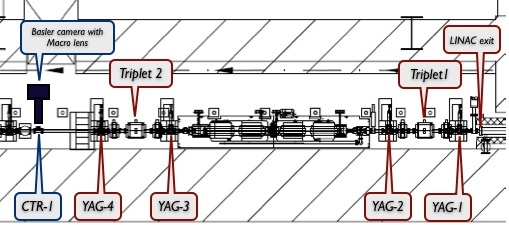 Basler camera with
Macro lens
LINAC exit
Triplet 2
Triplet1
CTR-1
YAG-4
YAG-3
YAG-2
YAG-1